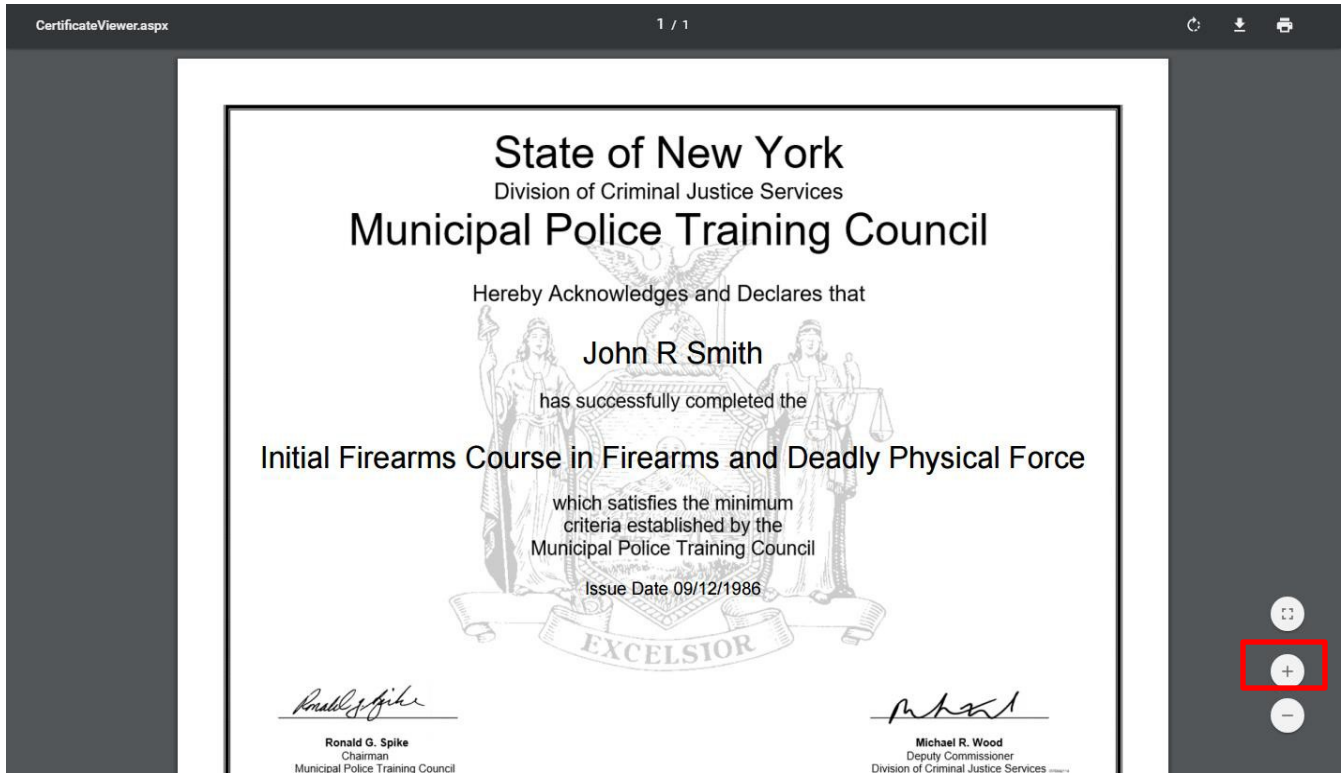 CertificateViewer.aspx
1 / 1
State of New York
Division of Criminal Justice Services
Municipal Police Training Council
Hereby Acknowledges and Declares that
John R Smith
has successfully completed the
Initial Firearms Course in Firearms and Deadly Physical Force
which satisfies the minimum
criteria established by the
Municipal Police Training Council
Issue Date 09/12/1986
EXCELSIOR
Ronald G. Spike
Chairman
Municipal Police Training Council
Michael R. Wood
Deputy Commissioner
Division of Criminal Justice Services